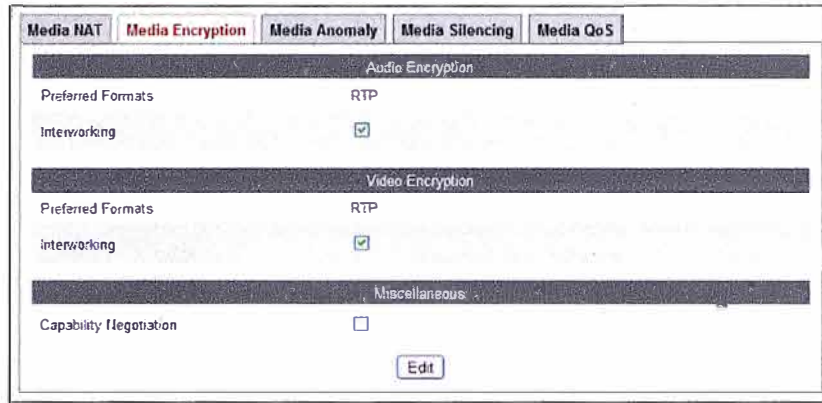 Media NAT Media Encryption Media Anomaly Media Silencing Media QoS
Audio Encryption
Preferred Formats RTP
Interworking
Video Encryption
Preferred Formats RTP
Interworking
Miscellaneous
Capability Negotiation
Edit